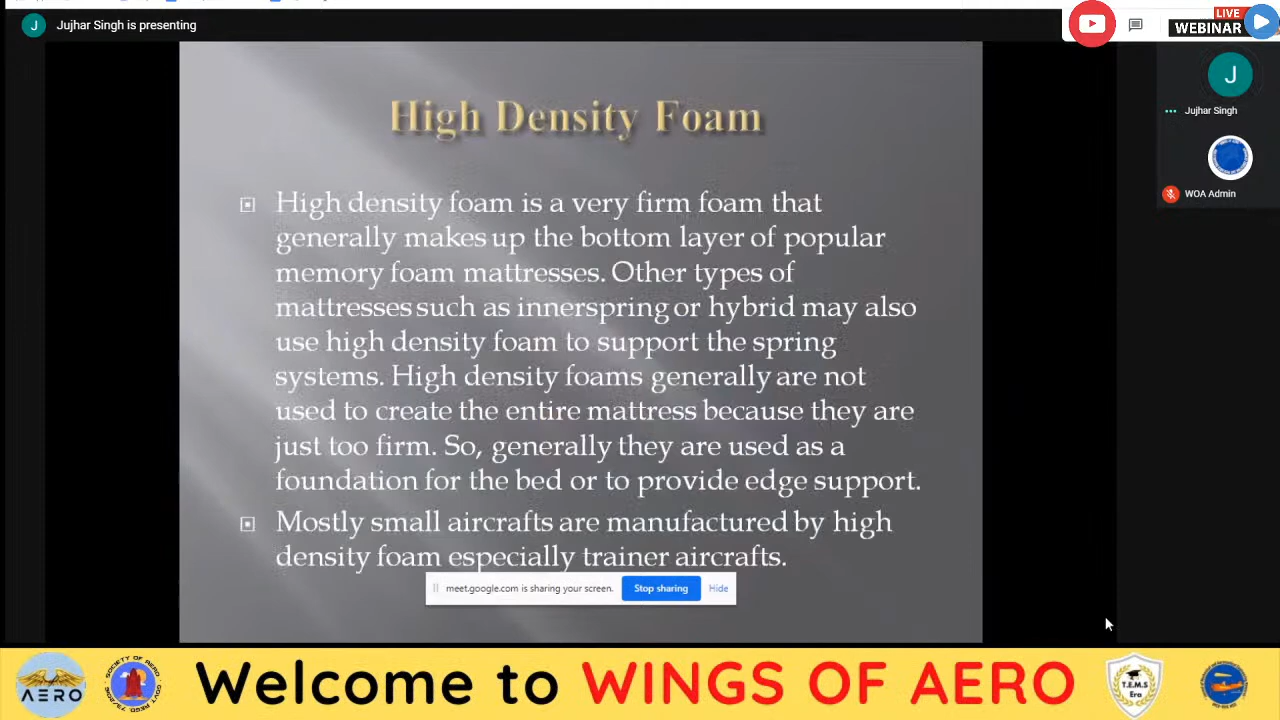 J
Jujhar Singh is presenting
LIVE
WEBINAR
High Density Foam
High density foam is a very firm foam that
generally makes up the bottom layer of popular
memory foam mattresses. Other types of
mattresses such as innerspring or hybrid may also
use high density foam to support the spring
systems. High density foams generally are not
used to create the entire mattress because they are
just too firm. So, generally they are used as a
foundation for the bed or to provide edge support.
Mostly small aircrafts are manufactured by high
density foam especially trainer aircrafts.
meet.google.com is sharing your screen.
Stop sharing
Hide
J
Jujhar Singh
WOA Admin
AERO
Welcome to WINGS OF AERO
T.E.M.S
Era